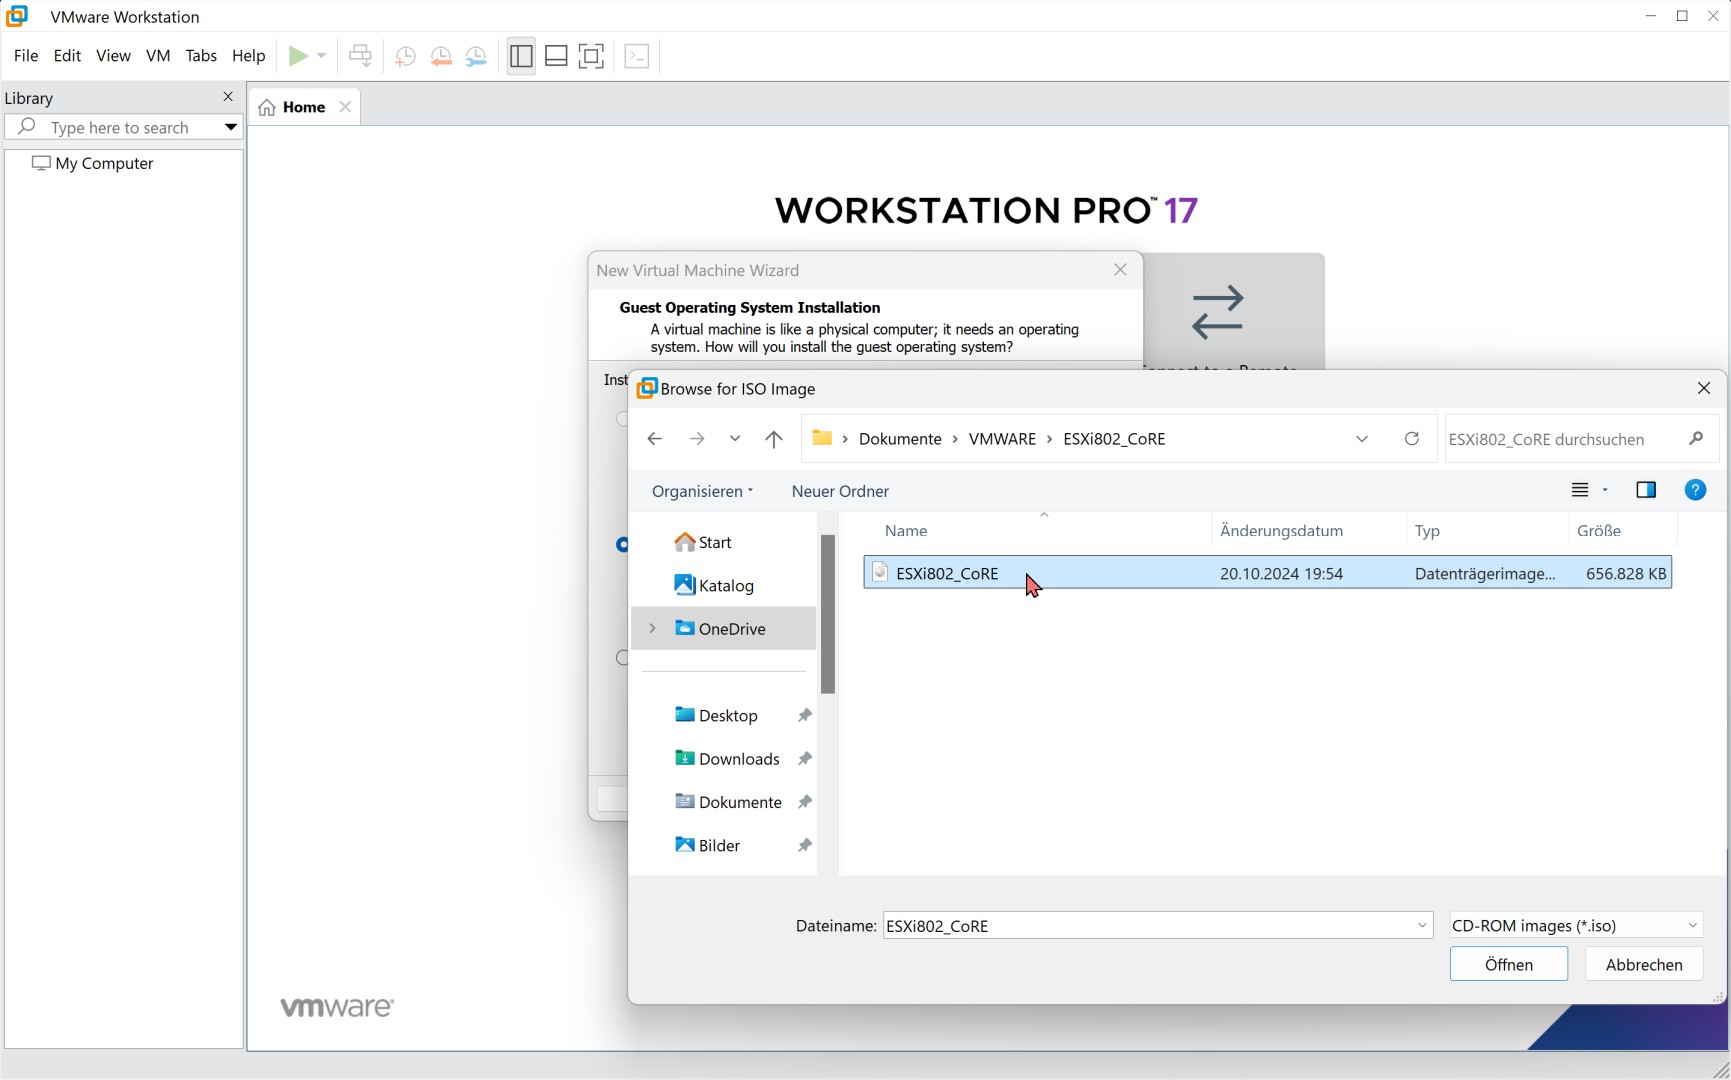 VMware Workstation
File Edit View VM Tabs Help
Library
Home
Type here to search
My Computer
WORKSTATION PRO™ 17
New Virtual Machine Wizard
Guest Operating System Installation
A virtual machine is like a physical computer; it needs an operating
system. How will you install the guest operating system?
Inst
Browse for ISO Image
Dokumente › VMWARE › ESXi802_CoRE
ESXi802_CoRE durchsuchen
Organisieren Neuer Ordner
Name Änderungsdatum Typ Größe
ESXi802_CoRE 20.10.2024 19:54 Datenträgerimage... 656.828 KB
Start
Katalog
OneDrive
Desktop
Downloads
Dokumente
Bilder
Dateiname: ESXi802_CoRE CD-ROM images (*.iso)
Öffnen Abbrechen
vmware®